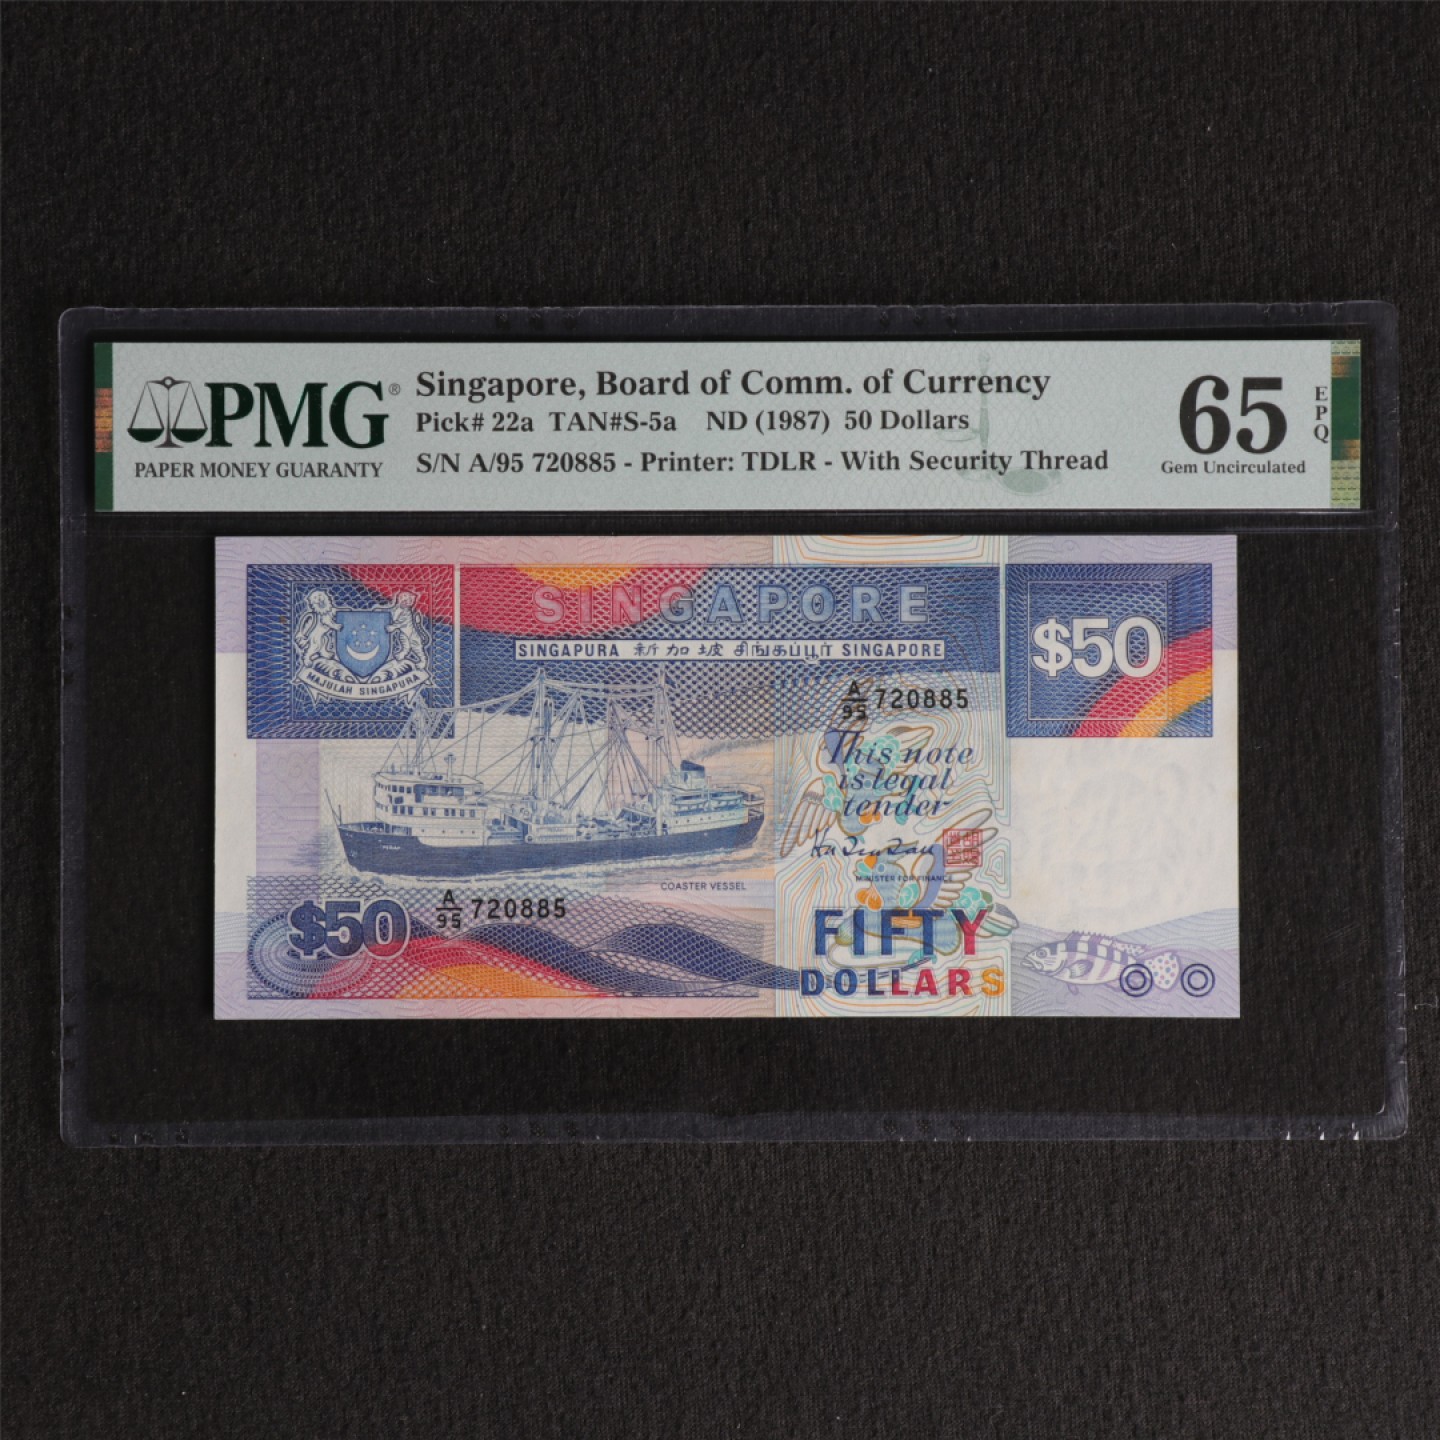 PMG®
PAPER MONEY GUARANTY
Singapore, Board of Comm. of Currency
Pick# 22a TAN#S-5a ND (1987) 50 Dollars
S/N A/95 720885 - Printer: TDLR - With Security Thread
65
EPQ
Gem Uncirculated
SINGAPORE
SINGAPURA 新加坡 சிங்கப்பூர் SINGAPORE
MAJULAH SINGAPURA
$50
A/95 720885
This note
is legal
tender
MINISTER FOR FINANCE
COASTER VESSEL
$50
A/95 720885
FIFTY
DOLLARS